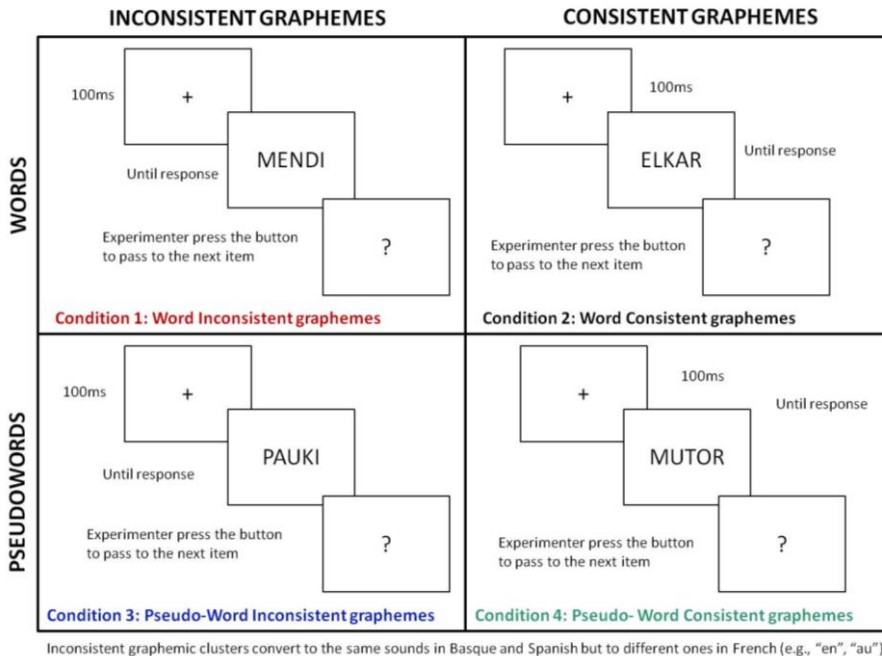 INCONSISTENT GRAPHEMES
CONSISTENT GRAPHEMES
WORDS
+
100ms
MENDI
Until response
Experimenter press the button
to pass to the next item
?
Condition 1: Word Inconsistent graphemes
+
100ms
ELKAR
Until response
Experimenter press the button
to pass to the next item
?
Condition 2: Word Consistent graphemes
PSEUDOWORDS
+
100ms
PAUKI
Until response
Experimenter press the button
to pass to the next item
?
Condition 3: Pseudo-Word Inconsistent graphemes
+
100ms
Until response
MUTOR
Experimenter press the button
to pass to the next item
?
Condition 4: Pseudo- Word Consistent graphemes
Inconsistent graphemic clusters convert to the same sounds in Basque and Spanish but to different ones in French (e.g., "en", "au")